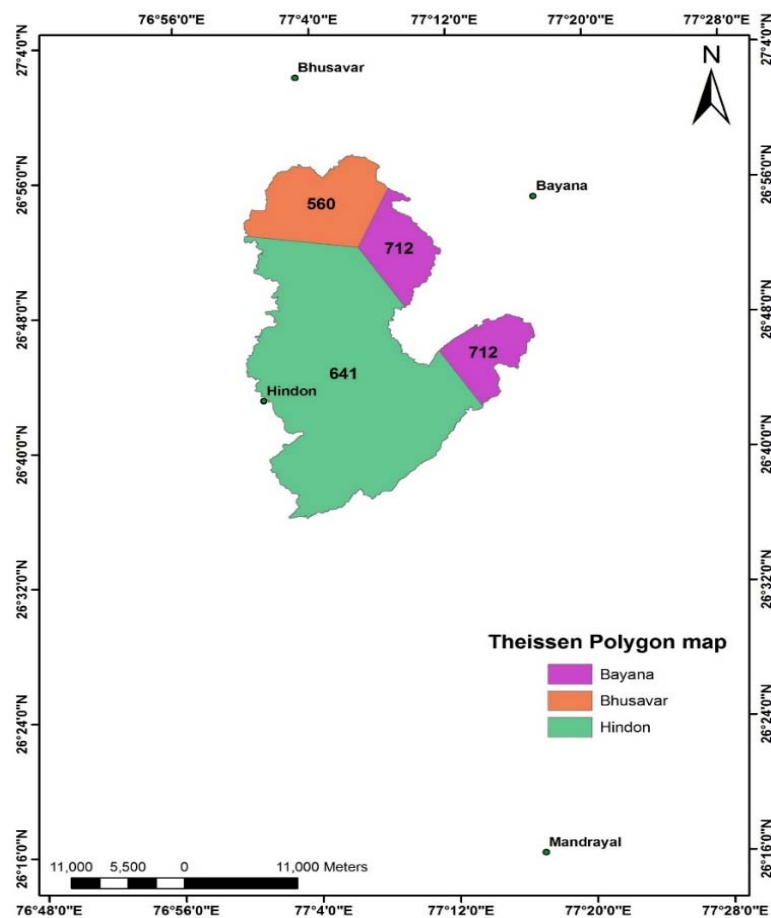 76°56'0"E 77°4'0"E 77°12'0"E 77°20'0"E 77°28'0"E
27°4'0"N 27°4'0"N
Bhusavar
N
26°56'0"N 26°56'0"N
Bayana
560
712
26°48'0"N 26°48'0"N
712
641
Hindon
26°40'0"N 26°40'0"N
26°32'0"N 26°32'0"N
Theissen Polygon map
Bayana
Bhusavar
Hindon
26°24'0"N 26°24'0"N
Mandrayal
26°16'0"N 26°16'0"N
11,000 5,500 0 11,000 Meters
76°48'0"E 76°56'0"E 77°4'0"E 77°12'0"E 77°20'0"E